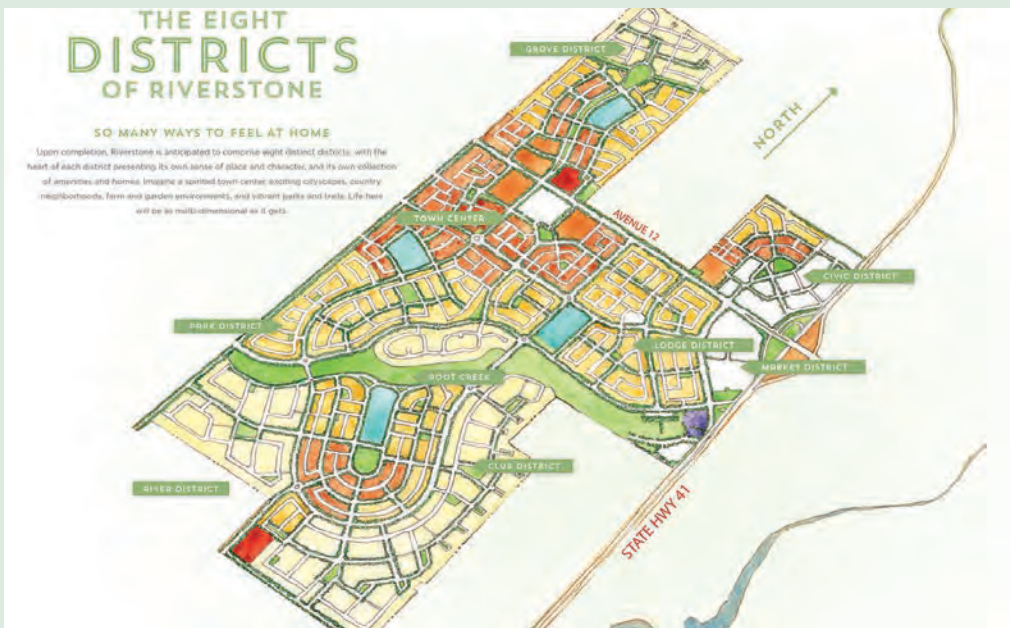 THE EIGHT
DISTRICTS
OF RIVERSTONE
SO MANY WAYS TO FEEL AT HOME
Upon completion, Riverstone is anticipated to comprise eight distinct districts, with the
heart of each district presenting its own sense of place and character, and its own collection
of amenities and homes. Imagine a spirited town center, exciting cityscapes, country
neighborhoods, farm and garden environments, and vibrant parks and trails. Life here
will be as multi-dimensional as it gets.
GROVE DISTRICT
NORTH
TOWN CENTER
AVENUE 12
CIVIC DISTRICT
PARK DISTRICT
LODGE DISTRICT
MARKET DISTRICT
ROOT CREEK
CLUB DISTRICT
RIVER DISTRICT
STATE HWY 41